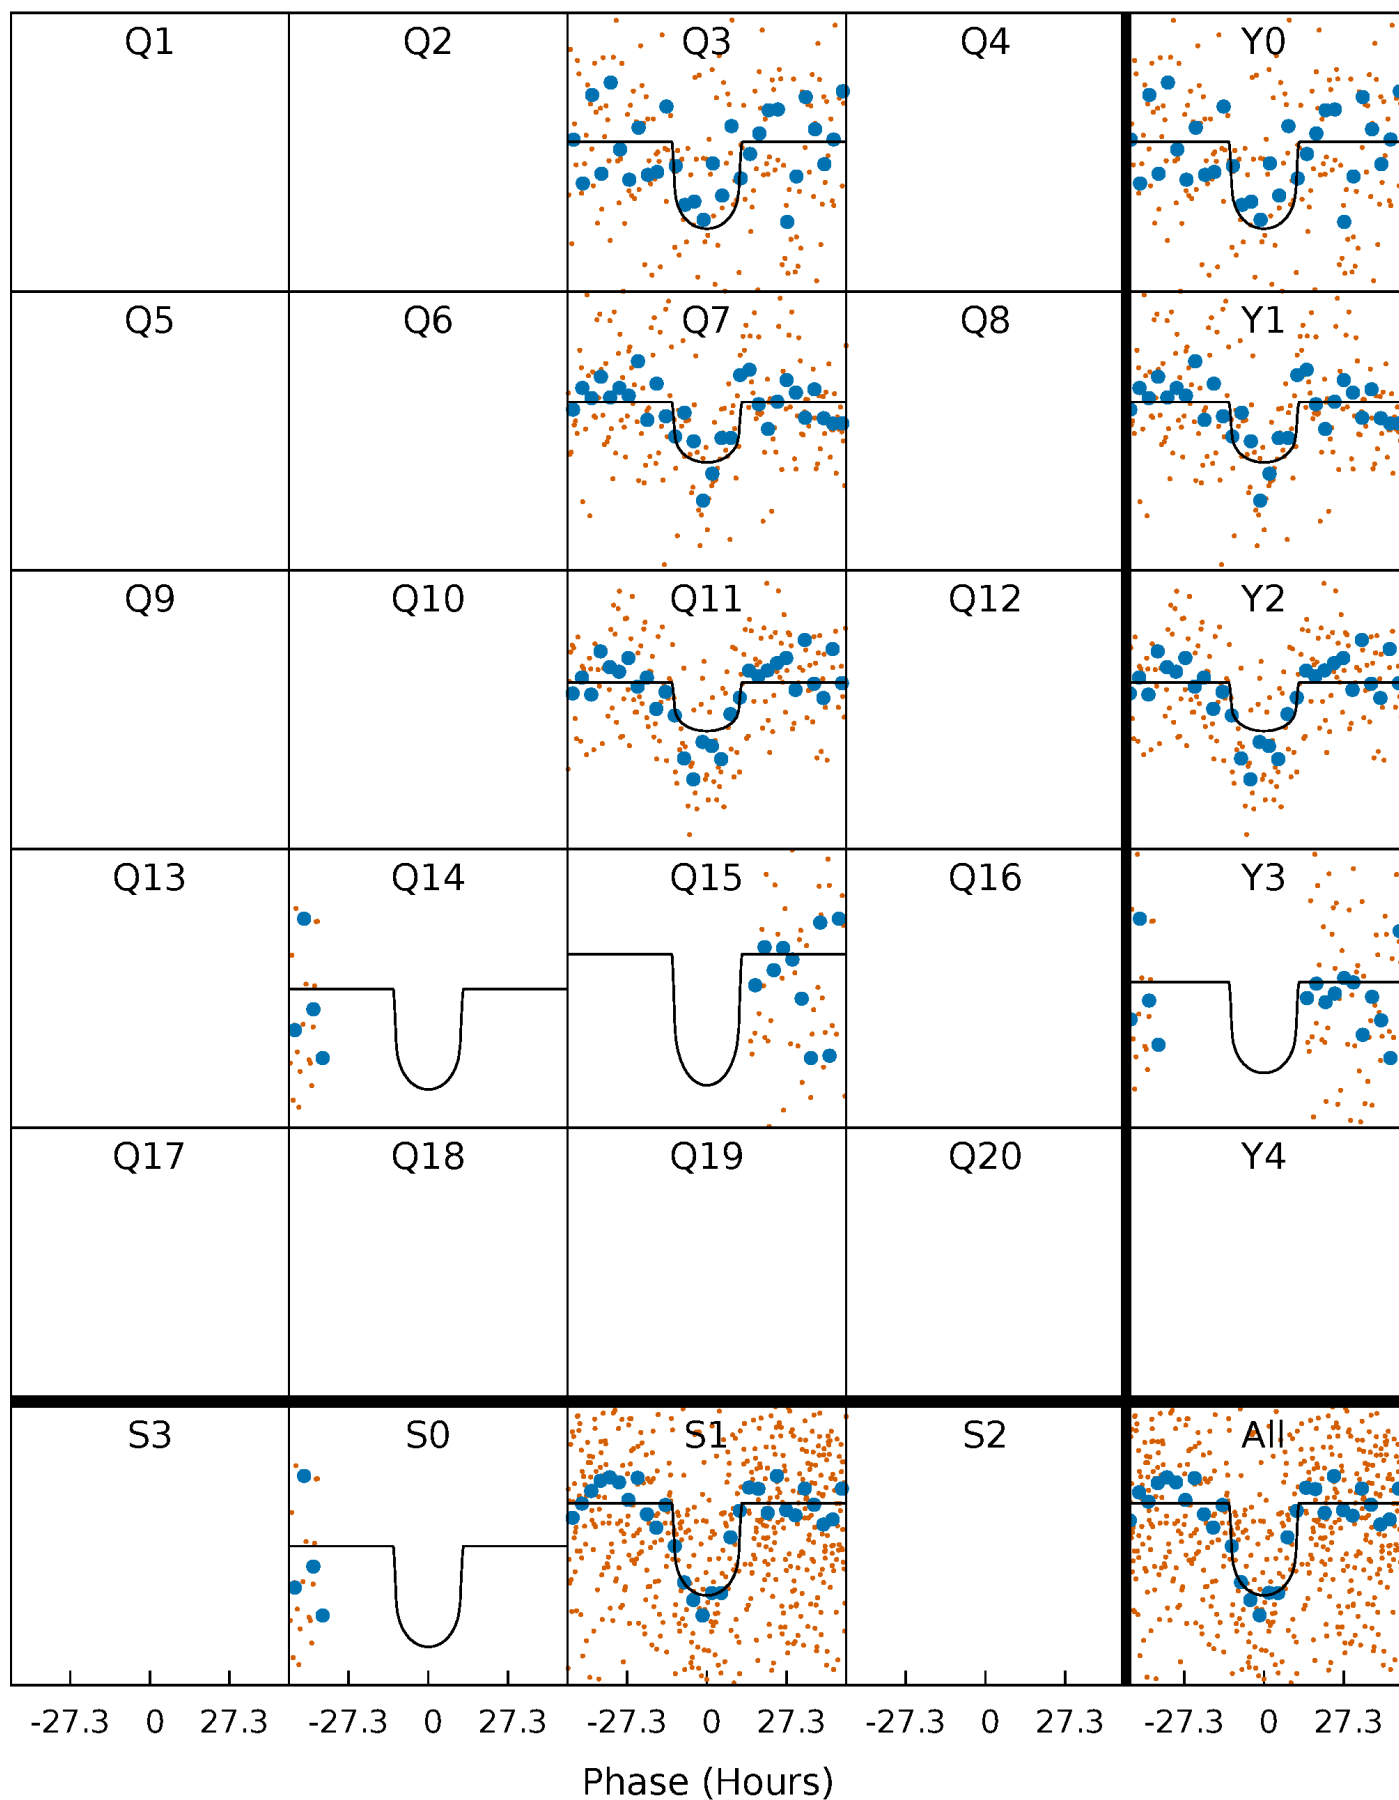 Q1 Q2 Q3 Q4 Y0
Q5 Q6 Q7 Q8 Y1
Q9 Q10 Q11 Q12 Y2
Q13 Q14 Q15 Q16 Y3
Q17 Q18 Q19 Q20 Y4
S3 S0 S1 S2 All
-27.3 0 27.3 -27.3 0 27.3 -27.3 0 27.3 -27.3 0 27.3 -27.3 0 27.3
Phase (Hours)